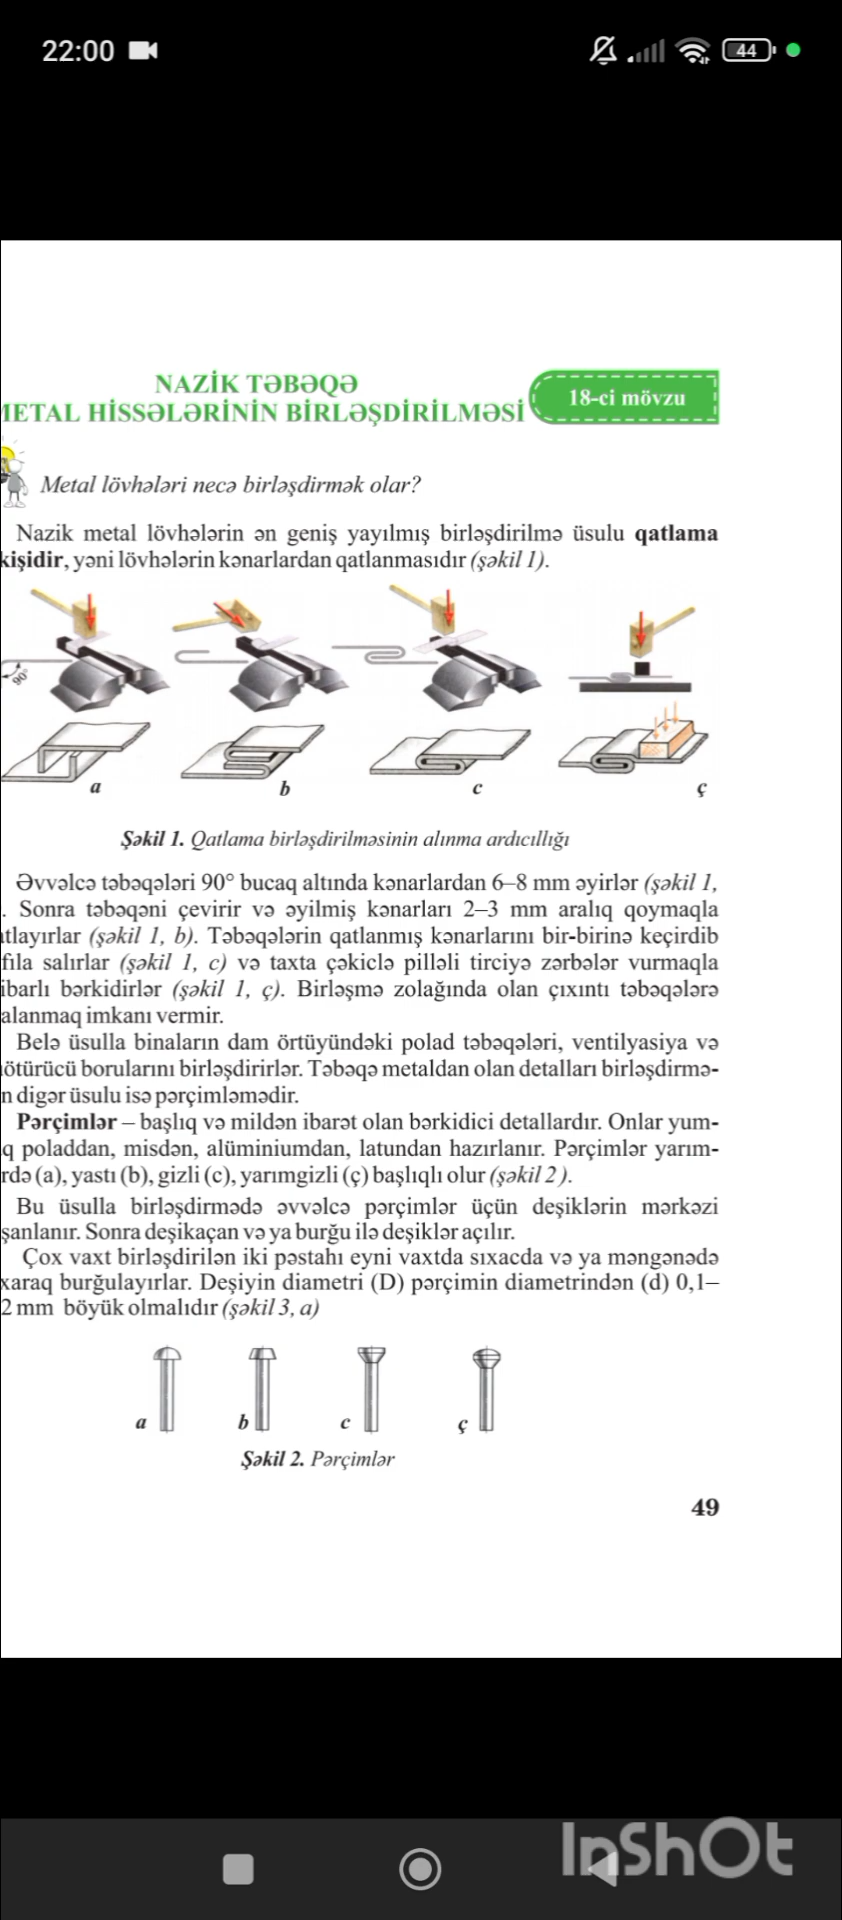 22:00
44
NAZİK TƏBƏQƏ
METAL HİSSƏLƏRİNİN BİRLƏŞDİRİLMƏSİ
18-ci mövzu
Metal lövhələri necə birləşdirmək olar?
Nazik metal lövhələrin ən geniş yayılmış birləşdirilmə üsulu qatlama
kişidir, yəni lövhələrin kənarlardan qatlanmasıdır (şəkil 1).
90°
a b c ç
Şəkil 1. Qatlama birləşdirilməsinin alınma ardıcıllığı
Əvvəlcə təbəqələri 90° bucaq altında kənarlardan 6–8 mm əyirlər (şəkil 1,
. Sonra təbəqəni çevirir və əyilmiş kənarları 2–3 mm aralıq qoymaqla
atlayırlar (şəkil 1, b). Təbəqələrin qatlanmış kənarlarını bir-birinə keçirdib
fıla salırlar (şəkil 1, c) və taxta çəkiclə pilləli tirciyə zərbələr vurmaqla
ibarlı bərkidirlər (şəkil 1, ç). Birləşmə zolağında olan çıxıntı təbəqələrə
alanmaq imkanı vermir.
Belə üsulla binaların dam örtüyündəki polad təbəqələri, ventilyasiya və
ötürücü borularını birləşdirirlər. Təbəqə metaldan olan detalları birləşdirmə-
n digər üsulu isə pərçimləmədir.
Pərçimlər – başlıq və mildən ibarət olan bərkidici detallardır. Onlar yum-
q poladdan, misdən, alüminiumdan, latundan hazırlanır. Pərçimlər yarım-
rdə (a), yastı (b), gizli (c), yarımgizli (ç) başlıqlı olur (şəkil 2).
Bu üsulla birləşdirmədə əvvəlcə pərçimlər üçün deşiklərin mərkəzi
şanlanır. Sonra deşikaçan və ya burğu ilə deşiklər açılır.
Çox vaxt birləşdirilən iki pəstahı eyni vaxtda sıxacda və ya məngənədə
xaraq burğulayırlar. Deşiyin diametri (D) pərçimin diametrindən (d) 0,1–
2 mm böyük olmalıdır (şəkil 3, a)
a b c ç
Şəkil 2. Pərçimlər
49
InShOt